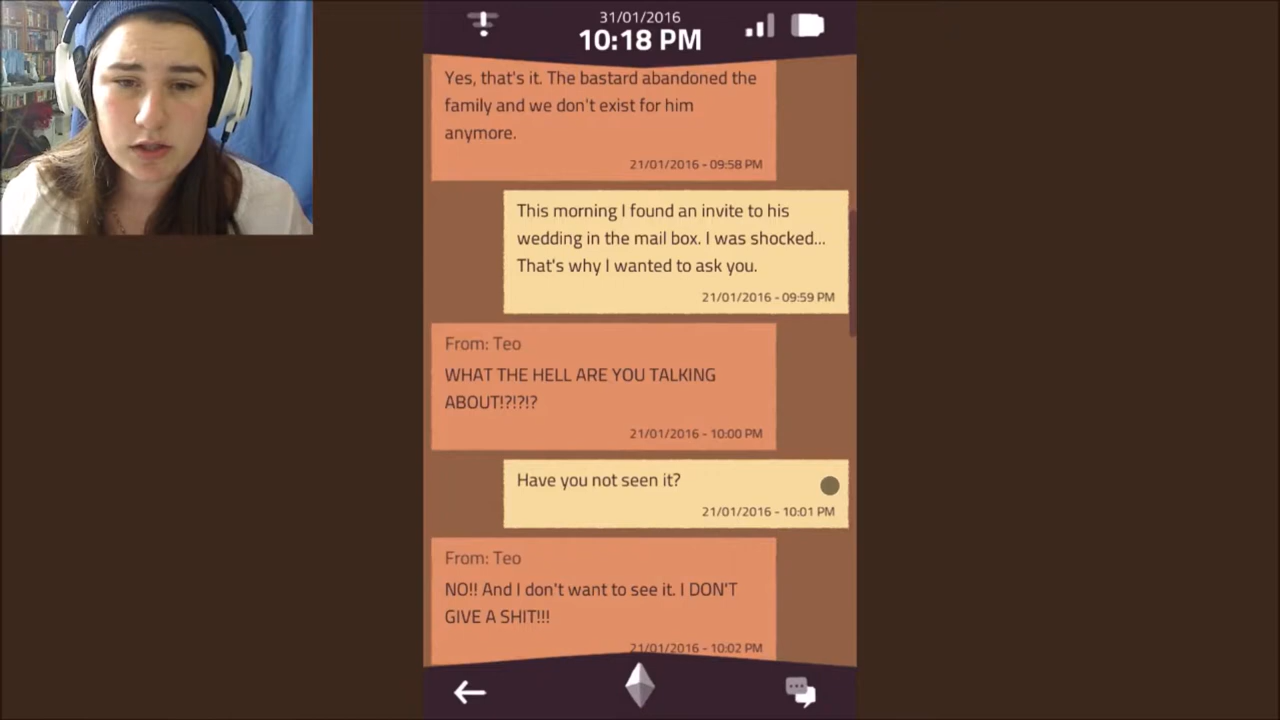 31/01/2016
10:18 PM
Yes, that's it. The bastard abandoned the
family and we don't exist for him
anymore.
21/01/2016 - 09:58 PM
This morning I found an invite to his
wedding in the mail box. I was shocked...
That's why I wanted to ask you.
21/01/2016 - 09:59 PM
From: Teo
WHAT THE HELL ARE YOU TALKING
ABOUT!?!?!?
21/01/2016 - 10:00 PM
Have you not seen it?
21/01/2016 - 10:01 PM
From: Teo
NO!! And I don't want to see it. I DON'T
GIVE A SHIT!!!
21/01/2016 - 10:02 PM